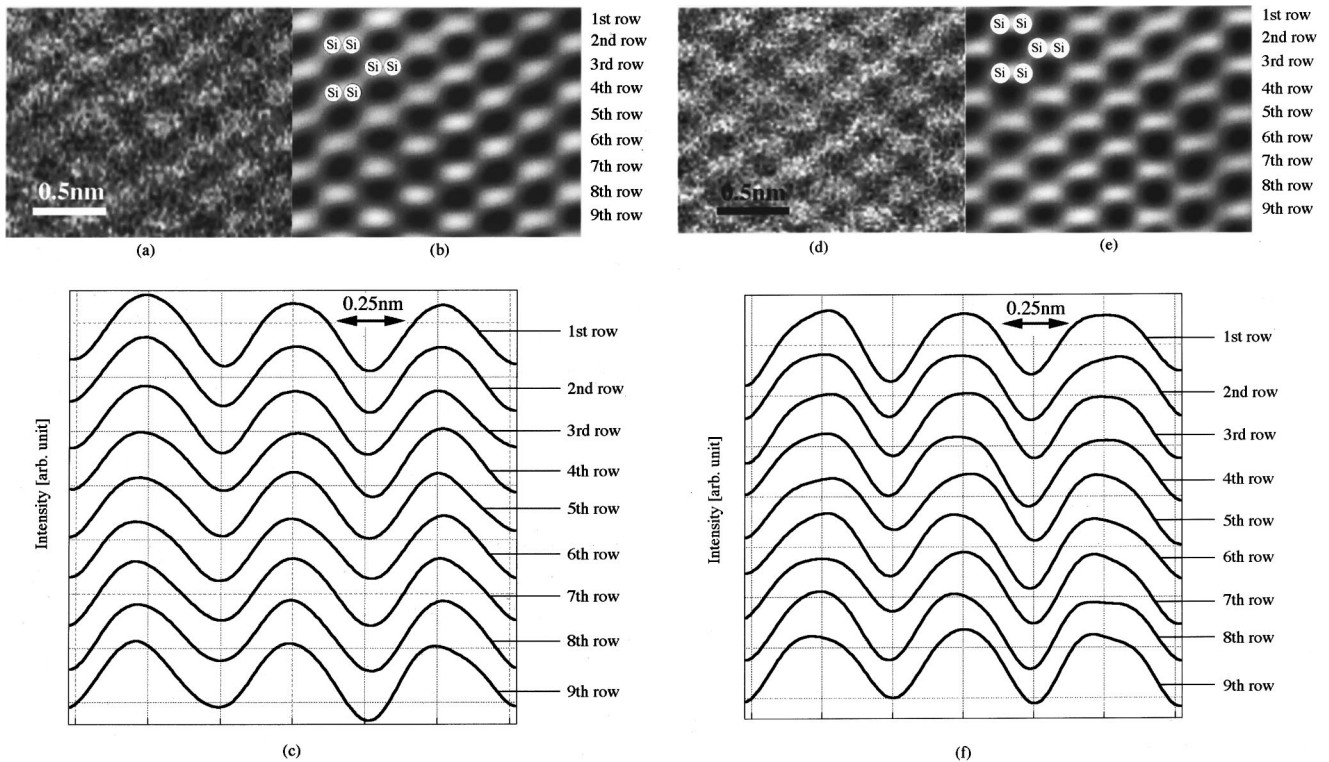 1st row
2nd row
3rd row
4th row
5th row
6th row
7th row
8th row
9th row
Si Si
Si Si
Si Si
0.5nm
(a)
(b)
Si Si
Si Si
Si Si
0.5nm
1st row
2nd row
3rd row
4th row
5th row
6th row
7th row
8th row
9th row
(d)
(e)
Intensity [arb. unit]
0.25nm
1st row
2nd row
3rd row
4th row
5th row
6th row
7th row
8th row
9th row
(c)
Intensity [arb. unit]
0.25nm
1st row
2nd row
3rd row
4th row
5th row
6th row
7th row
8th row
9th row
(f)